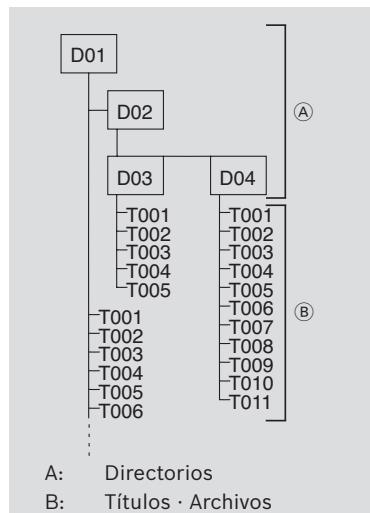 D01
D02
Ⓐ
D03 D04
T001 T001
T002 T002
T003 T003
T004 T004
T005 T005
T001 T006
T002 T007
T003 T008
T004 T009
T005 T010
T006 T011
Ⓑ
A: Directorios
B: Títulos · Archivos